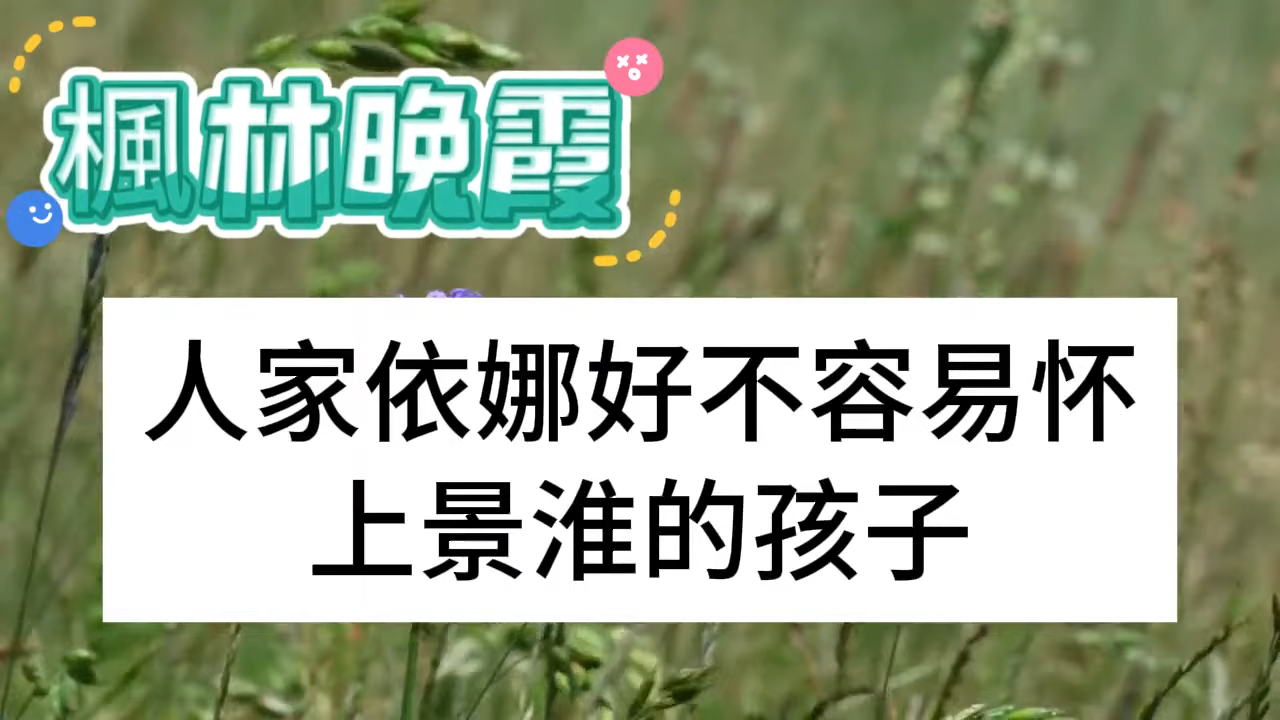 楓林晚霞
人家依娜好不容易怀
上景淮的孩子